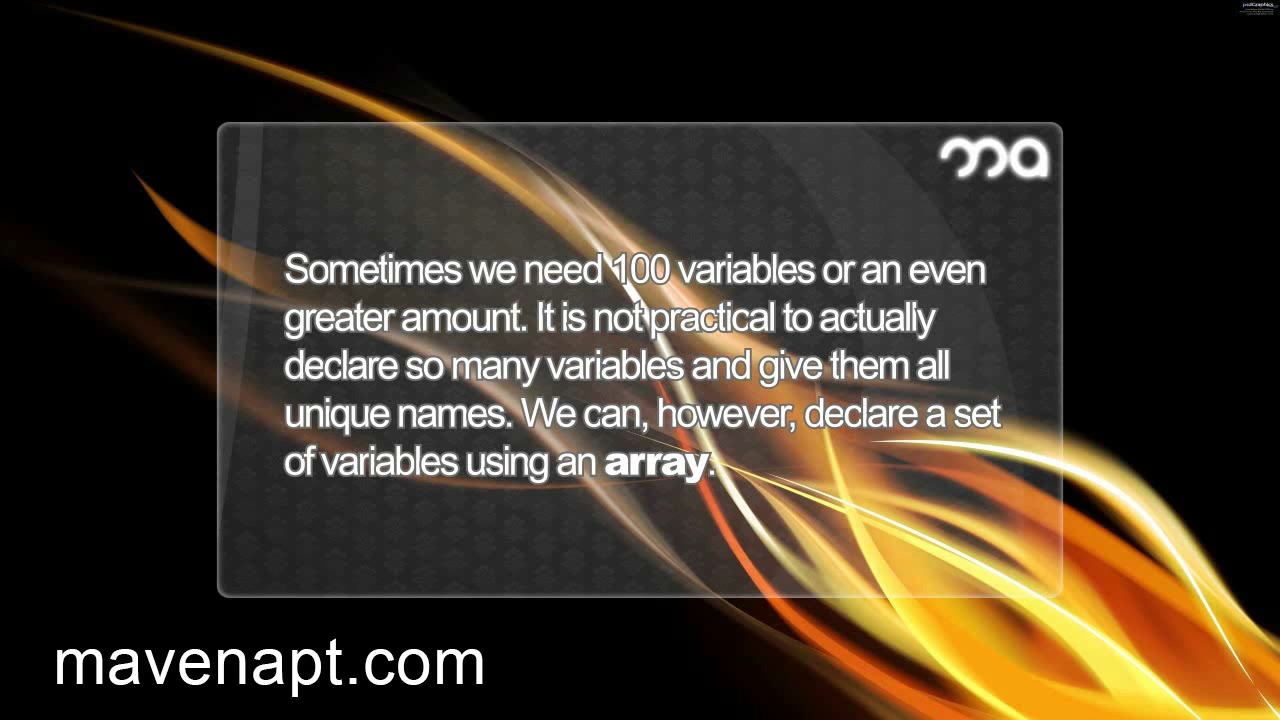 psdGraphics
ma
Sometimes we need 100 variables or an even
greater amount. It is not practical to actually
declare so many variables and give them all
unique names. We can, however, declare a set
of variables using an array.
mavenapt.com